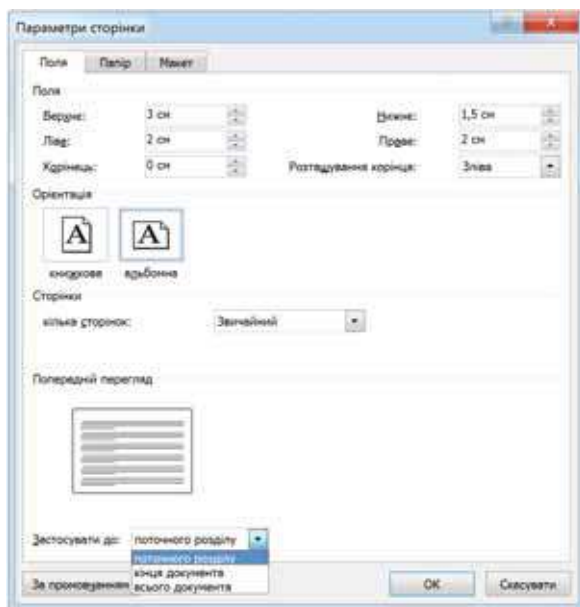 Параметри сторінки
Поля Папір Макет
Поля
Верхнє: 3 см Нижнє: 1,5 см
Ліве: 2 см Праве: 2 см
Корінець: 0 см Розташування корінця: Зліва
Орієнтація
A A
книжкова альбомна
Сторінки
кілька сторінок: Звичайний
Попередній перегляд
Застосувати до: поточного розділу
поточного розділу
кінця документа
всього документа
За промовчанням ОК Скасувати